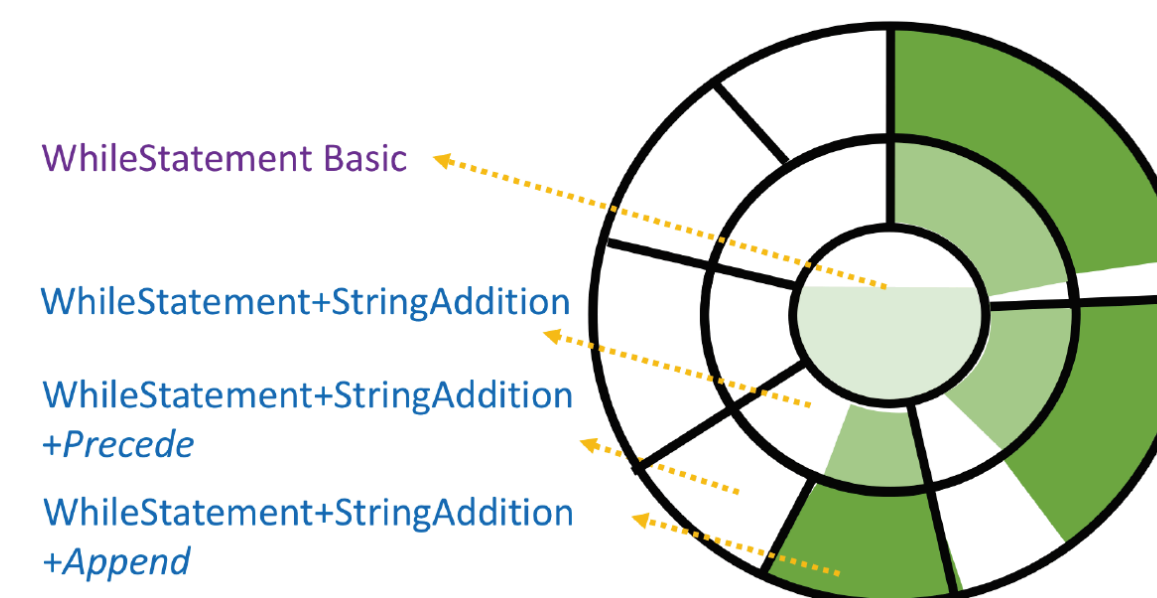 WhileStatement Basic
WhileStatement+StringAddition
WhileStatement+StringAddition
+Precede
WhileStatement+StringAddition
+Append